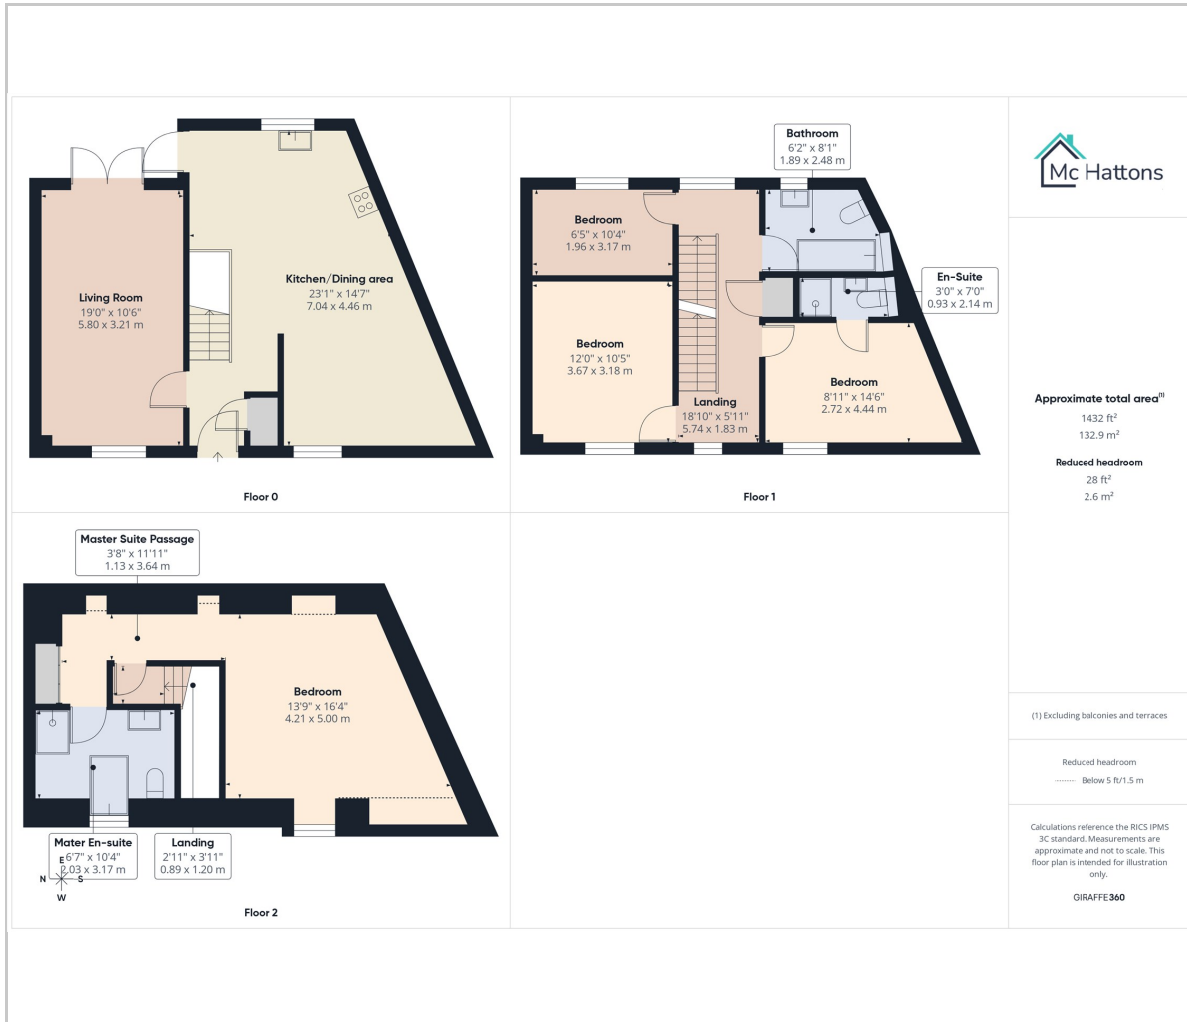 Bathroom
6'2" x 8'1"
1.89 x 2.48 m
Mc Hattons
Bedroom
6'5" x 10'4"
1.96 x 3.17 m
En-Suite
3'0" x 7'0"
0.93 x 2.14 m
Kitchen/Dining area
23'1" x 14'7"
7.04 x 4.46 m
Living Room
19'0" x 10'6"
5.80 x 3.21 m
Bedroom
12'0" x 10'5"
3.67 x 3.18 m
Bedroom
8'11" x 14'6"
2.72 x 4.44 m
Landing
18'10" x 5'11"
5.74 x 1.83 m
Approximate total area(1)
1432 ft²
132.9 m²
Reduced headroom
28 ft²
2.6 m²
Floor 0
Floor 1
Master Suite Passage
3'8" x 11'11"
1.13 x 3.64 m
Bedroom
13'9" x 16'4"
4.21 x 5.00 m
(1) Excluding balconies and terraces
Reduced headroom
Below 5 ft/1.5 m
Mater En-suite
6'7" x 10'4"
2.03 x 3.17 m
Landing
2'11" x 3'11"
0.89 x 1.20 m
E
N S
W
Floor 2
Calculations reference the RICS IPMS
3C standard. Measurements are
approximate and not to scale. This
floor plan is intended for illustration
only.
GIRAFFE360